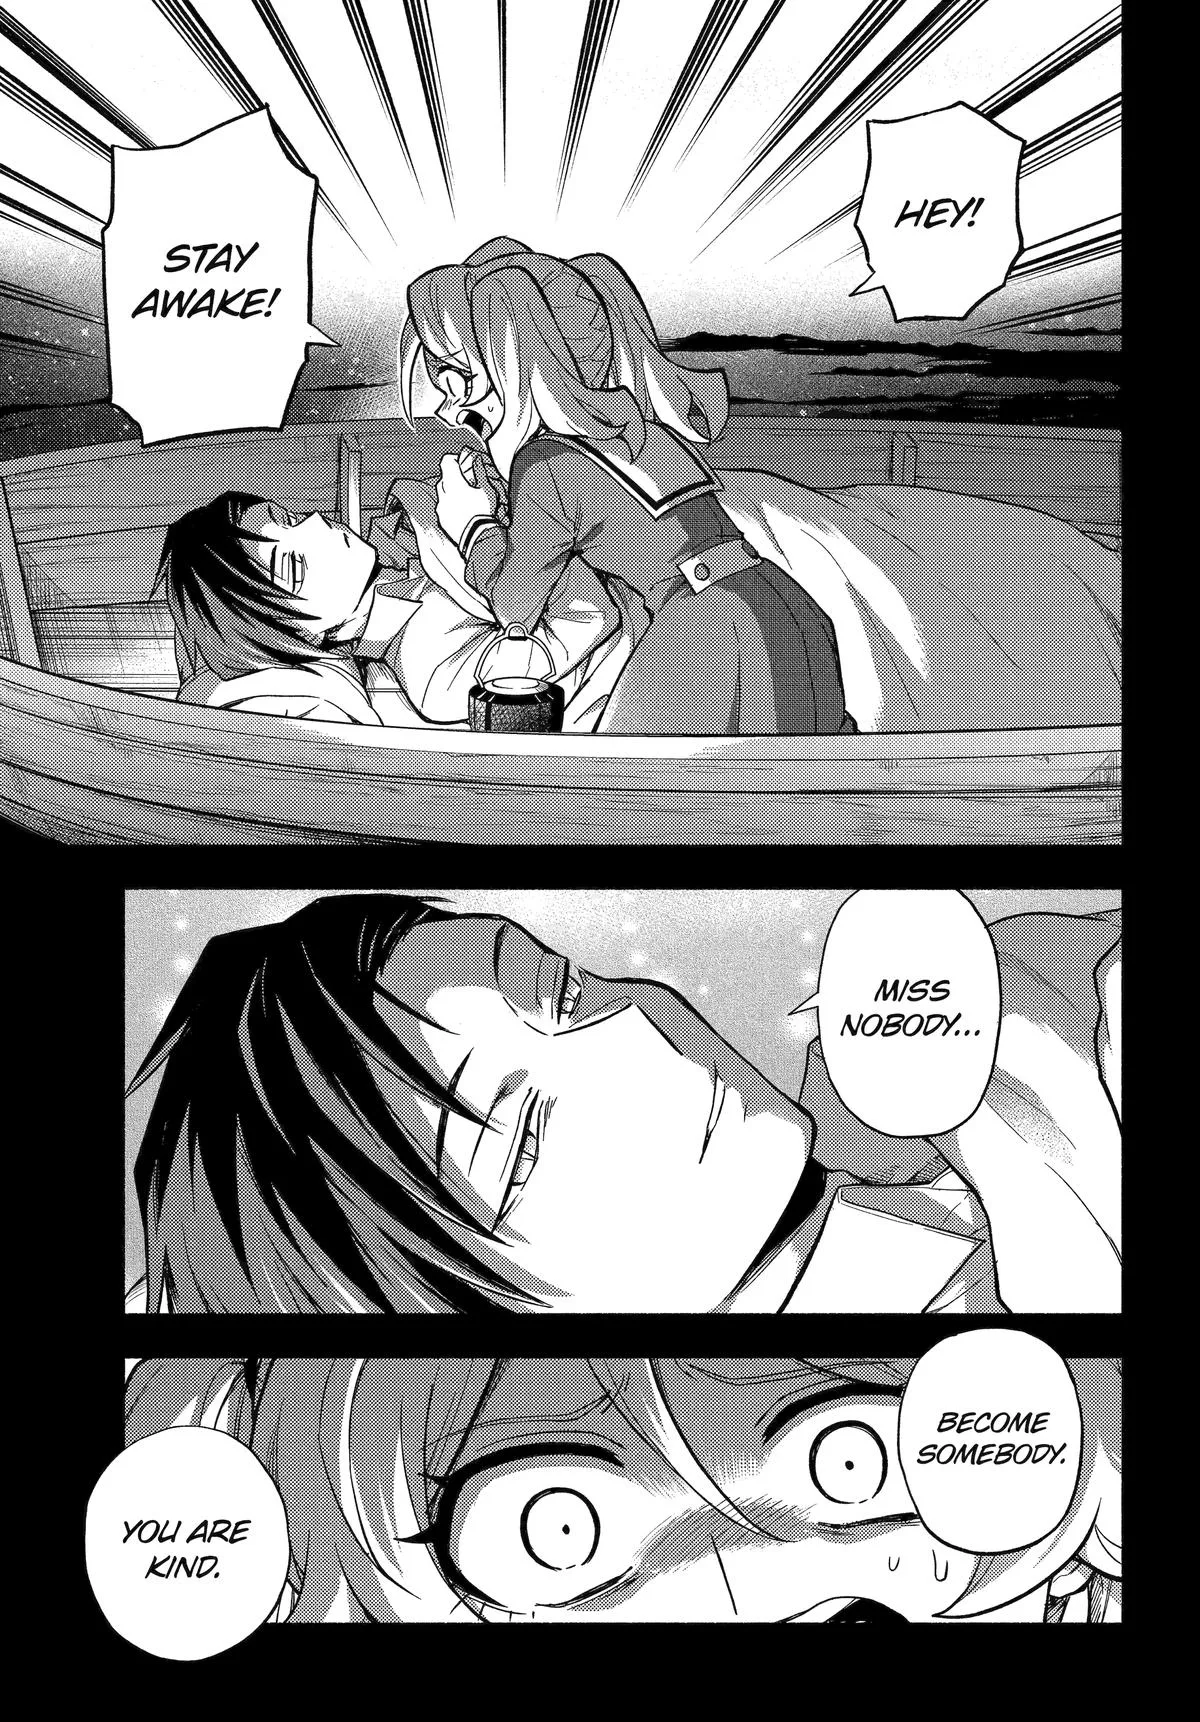 HEY!
STAY
AWAKE!
MISS
NOBODY...
BECOME
SOMEBODY.
YOU ARE
KIND.